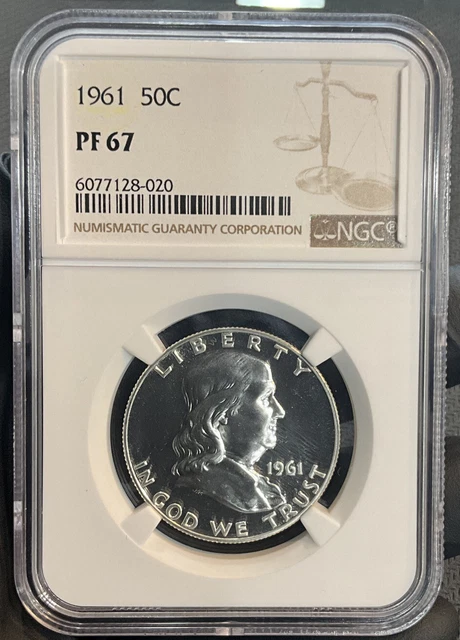 1961 50C
PF 67
6077128-020
NUMISMATIC GUARANTY CORPORATION
NGC®
LIBERTY
1961
IN GOD WE TRUST